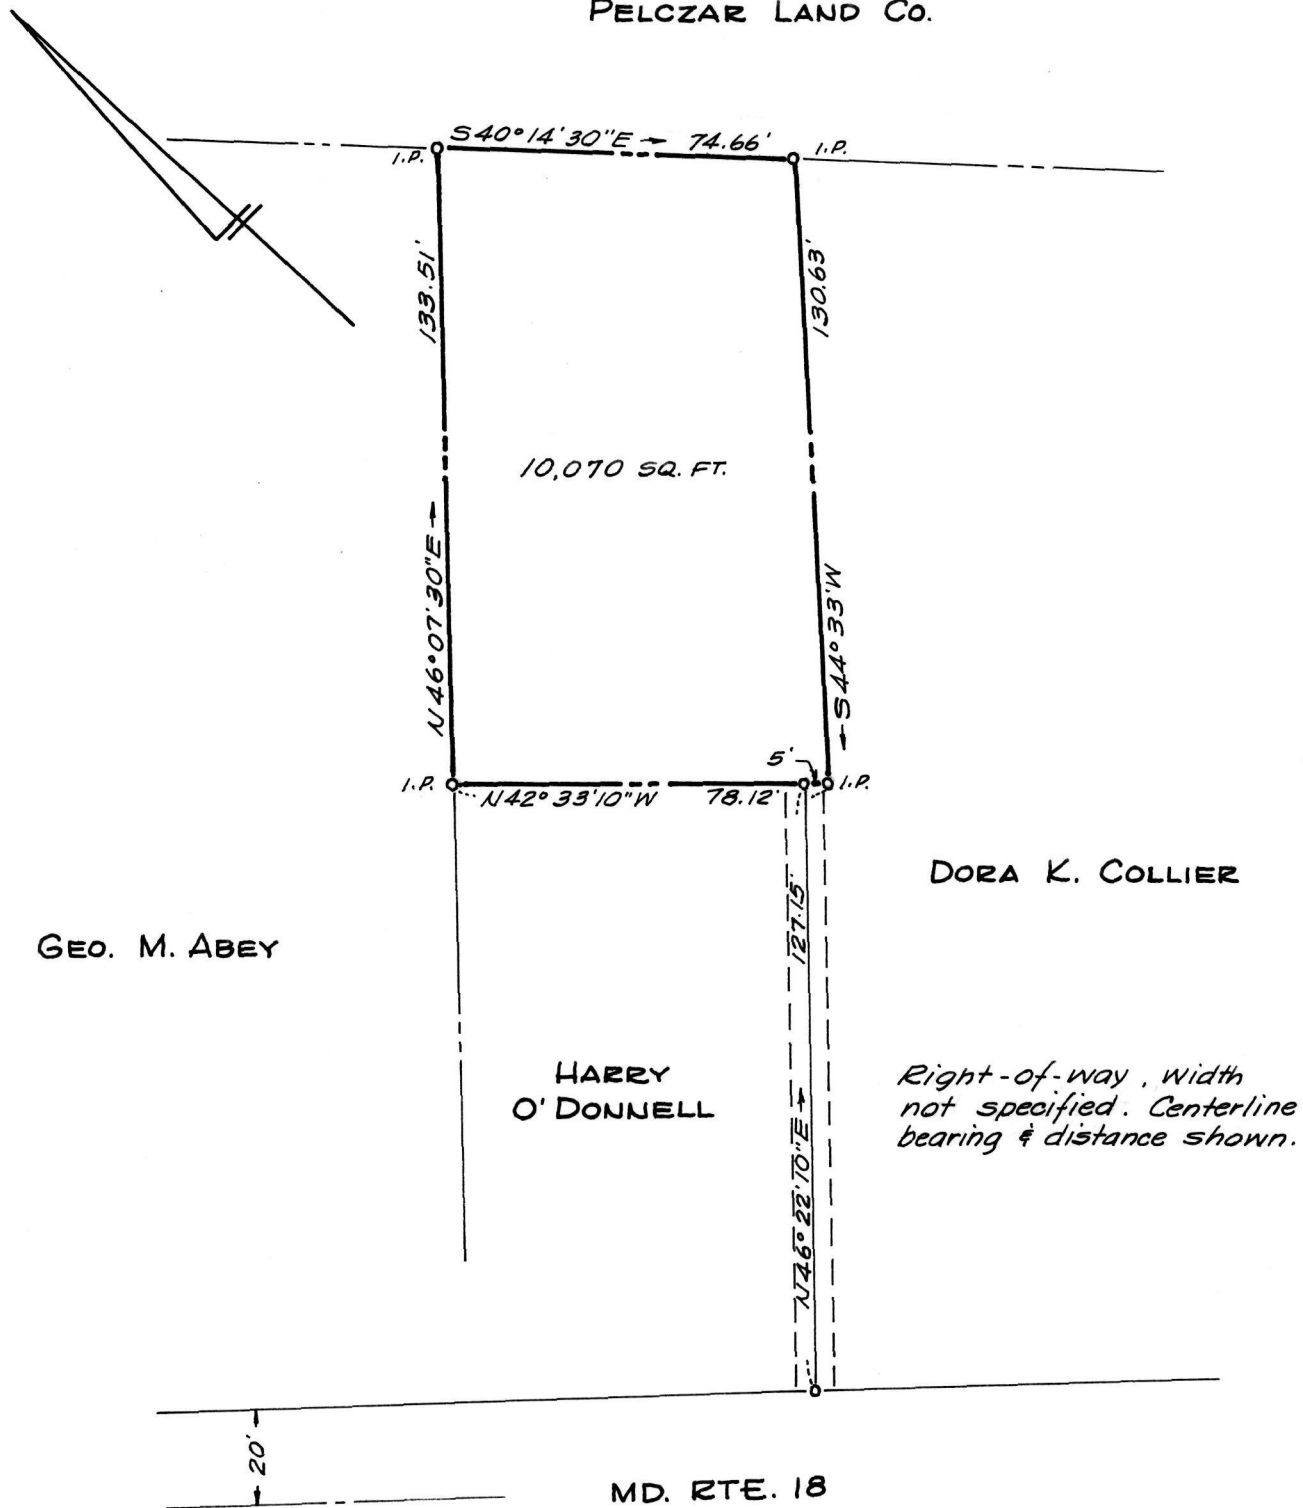 PELCZAR LAND CO.
S40°14'30"E → 74.66'
I.P.
I.P.
133.51'
130.63'
10,070 SQ. FT.
N46°07'30"E →
← S44°33'W
5'
I.P.
I.P.
N42°33'10"W 78.12'
DORA K. COLLIER
127.15'
GEO. M. ABEY
HARRY
O'DONNELL
Right-of-way, width
not specified. Centerline
bearing & distance shown.
N46°22'10"E →
20'
MD. RTE. 18